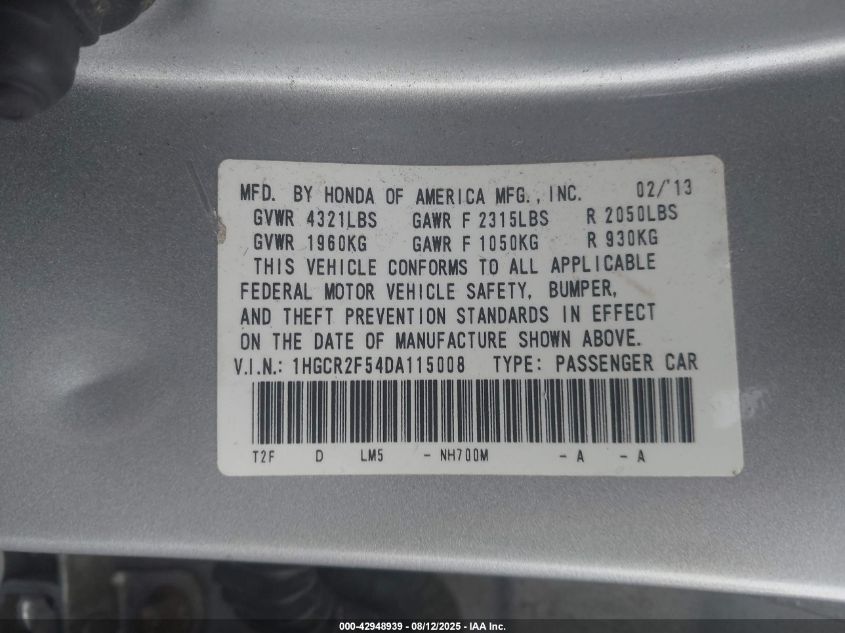 MFD. BY HONDA OF AMERICA MFG., INC. 02/'13
GVWR 4321LBS GAWR F 2315LBS R 2050LBS
GVWR 1960KG GAWR F 1050KG R 930KG
THIS VEHICLE CONFORMS TO ALL APPLICABLE
FEDERAL MOTOR VEHICLE SAFETY, BUMPER,
AND THEFT PREVENTION STANDARDS IN EFFECT
ON THE DATE OF MANUFACTURE SHOWN ABOVE.
V.I.N.: 1HGCR2F54DA115008 TYPE: PASSENGER CAR
T2F D LM5 - NH700M - A - A
000-42948939 - 08/12/2025 - IAA Inc.